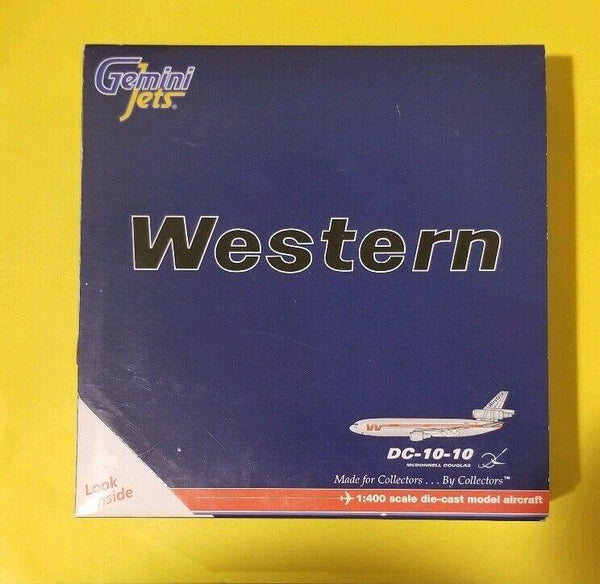 Gemini
Jets®
Western
W
DC-10-10
MCDONNELL DOUGLAS
Made for Collectors . . . By Collectors™
Look
Inside
1:400 scale die-cast model aircraft